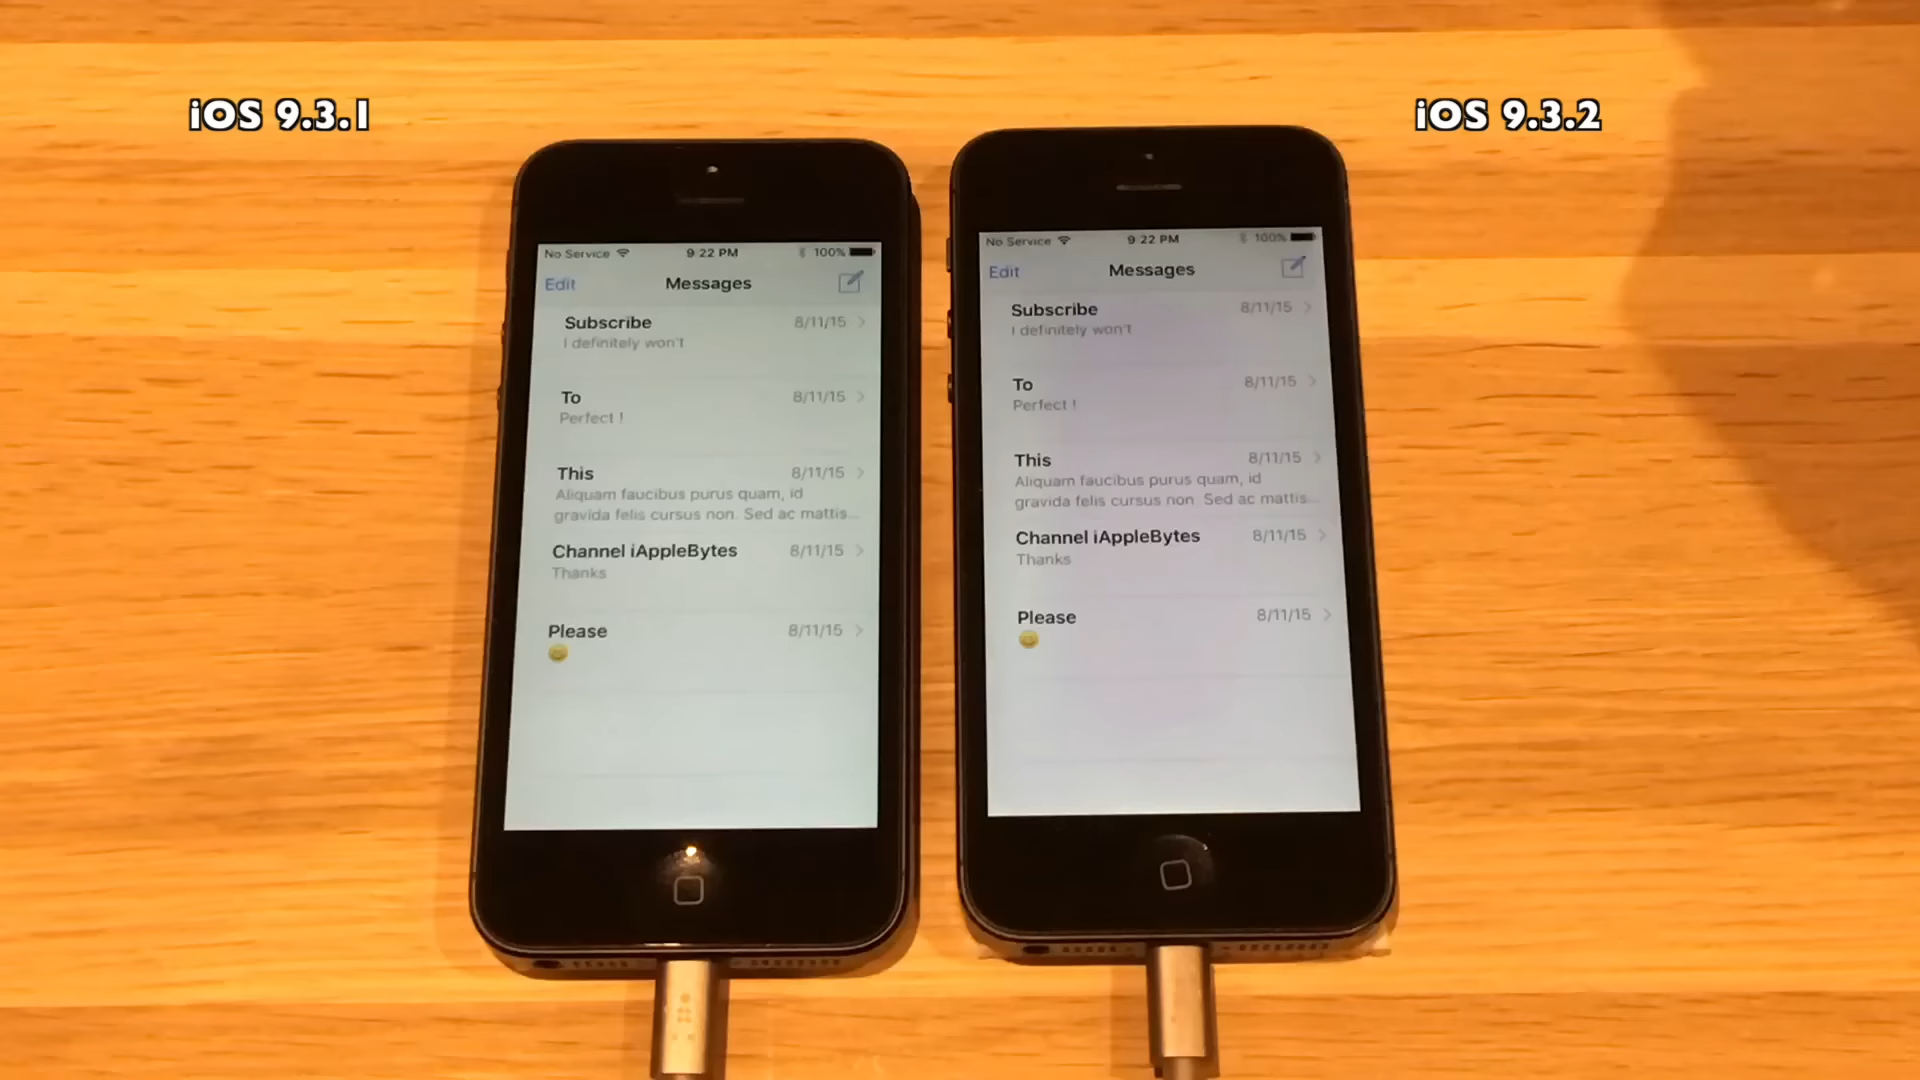 iOS 9.3.1
iOS 9.3.2
No Service 9:22 PM 100%
Edit Messages
Subscribe 8/11/15
I definitely won't
To 8/11/15
Perfect !
This 8/11/15
Aliquam faucibus purus quam, id
gravida felis cursus non. Sed ac mattis...
Channel iAppleBytes 8/11/15
Thanks
Please 8/11/15
No Service 9:22 PM 100%
Edit Messages
Subscribe 8/11/15
I definitely won't
To 8/11/15
Perfect !
This 8/11/15
Aliquam faucibus purus quam, id
gravida felis cursus non. Sed ac mattis...
Channel iAppleBytes 8/11/15
Thanks
Please 8/11/15